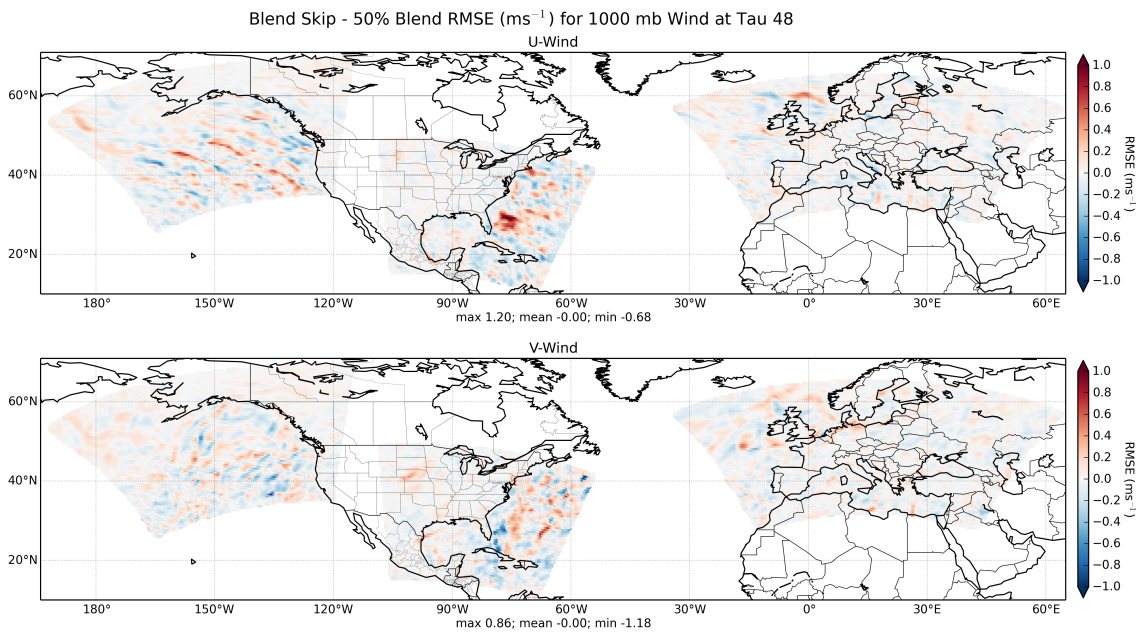 Blend Skip - 50% Blend RMSE (ms⁻¹) for 1000 mb Wind at Tau 48
U-Wind
60°N
40°N
20°N
180°
150°W
120°W
90°W
60°W
30°W
0°
30°E
60°E
max 1.20; mean -0.00; min -0.68
1.0
0.8
0.6
0.4
0.2
0.0
−0.2
−0.4
−0.6
−0.8
−1.0
RMSE (ms⁻¹)
V-Wind
60°N
40°N
20°N
180°
150°W
120°W
90°W
60°W
30°W
0°
30°E
60°E
max 0.86; mean -0.00; min -1.18
1.0
0.8
0.6
0.4
0.2
0.0
−0.2
−0.4
−0.6
−0.8
−1.0
RMSE (ms⁻¹)